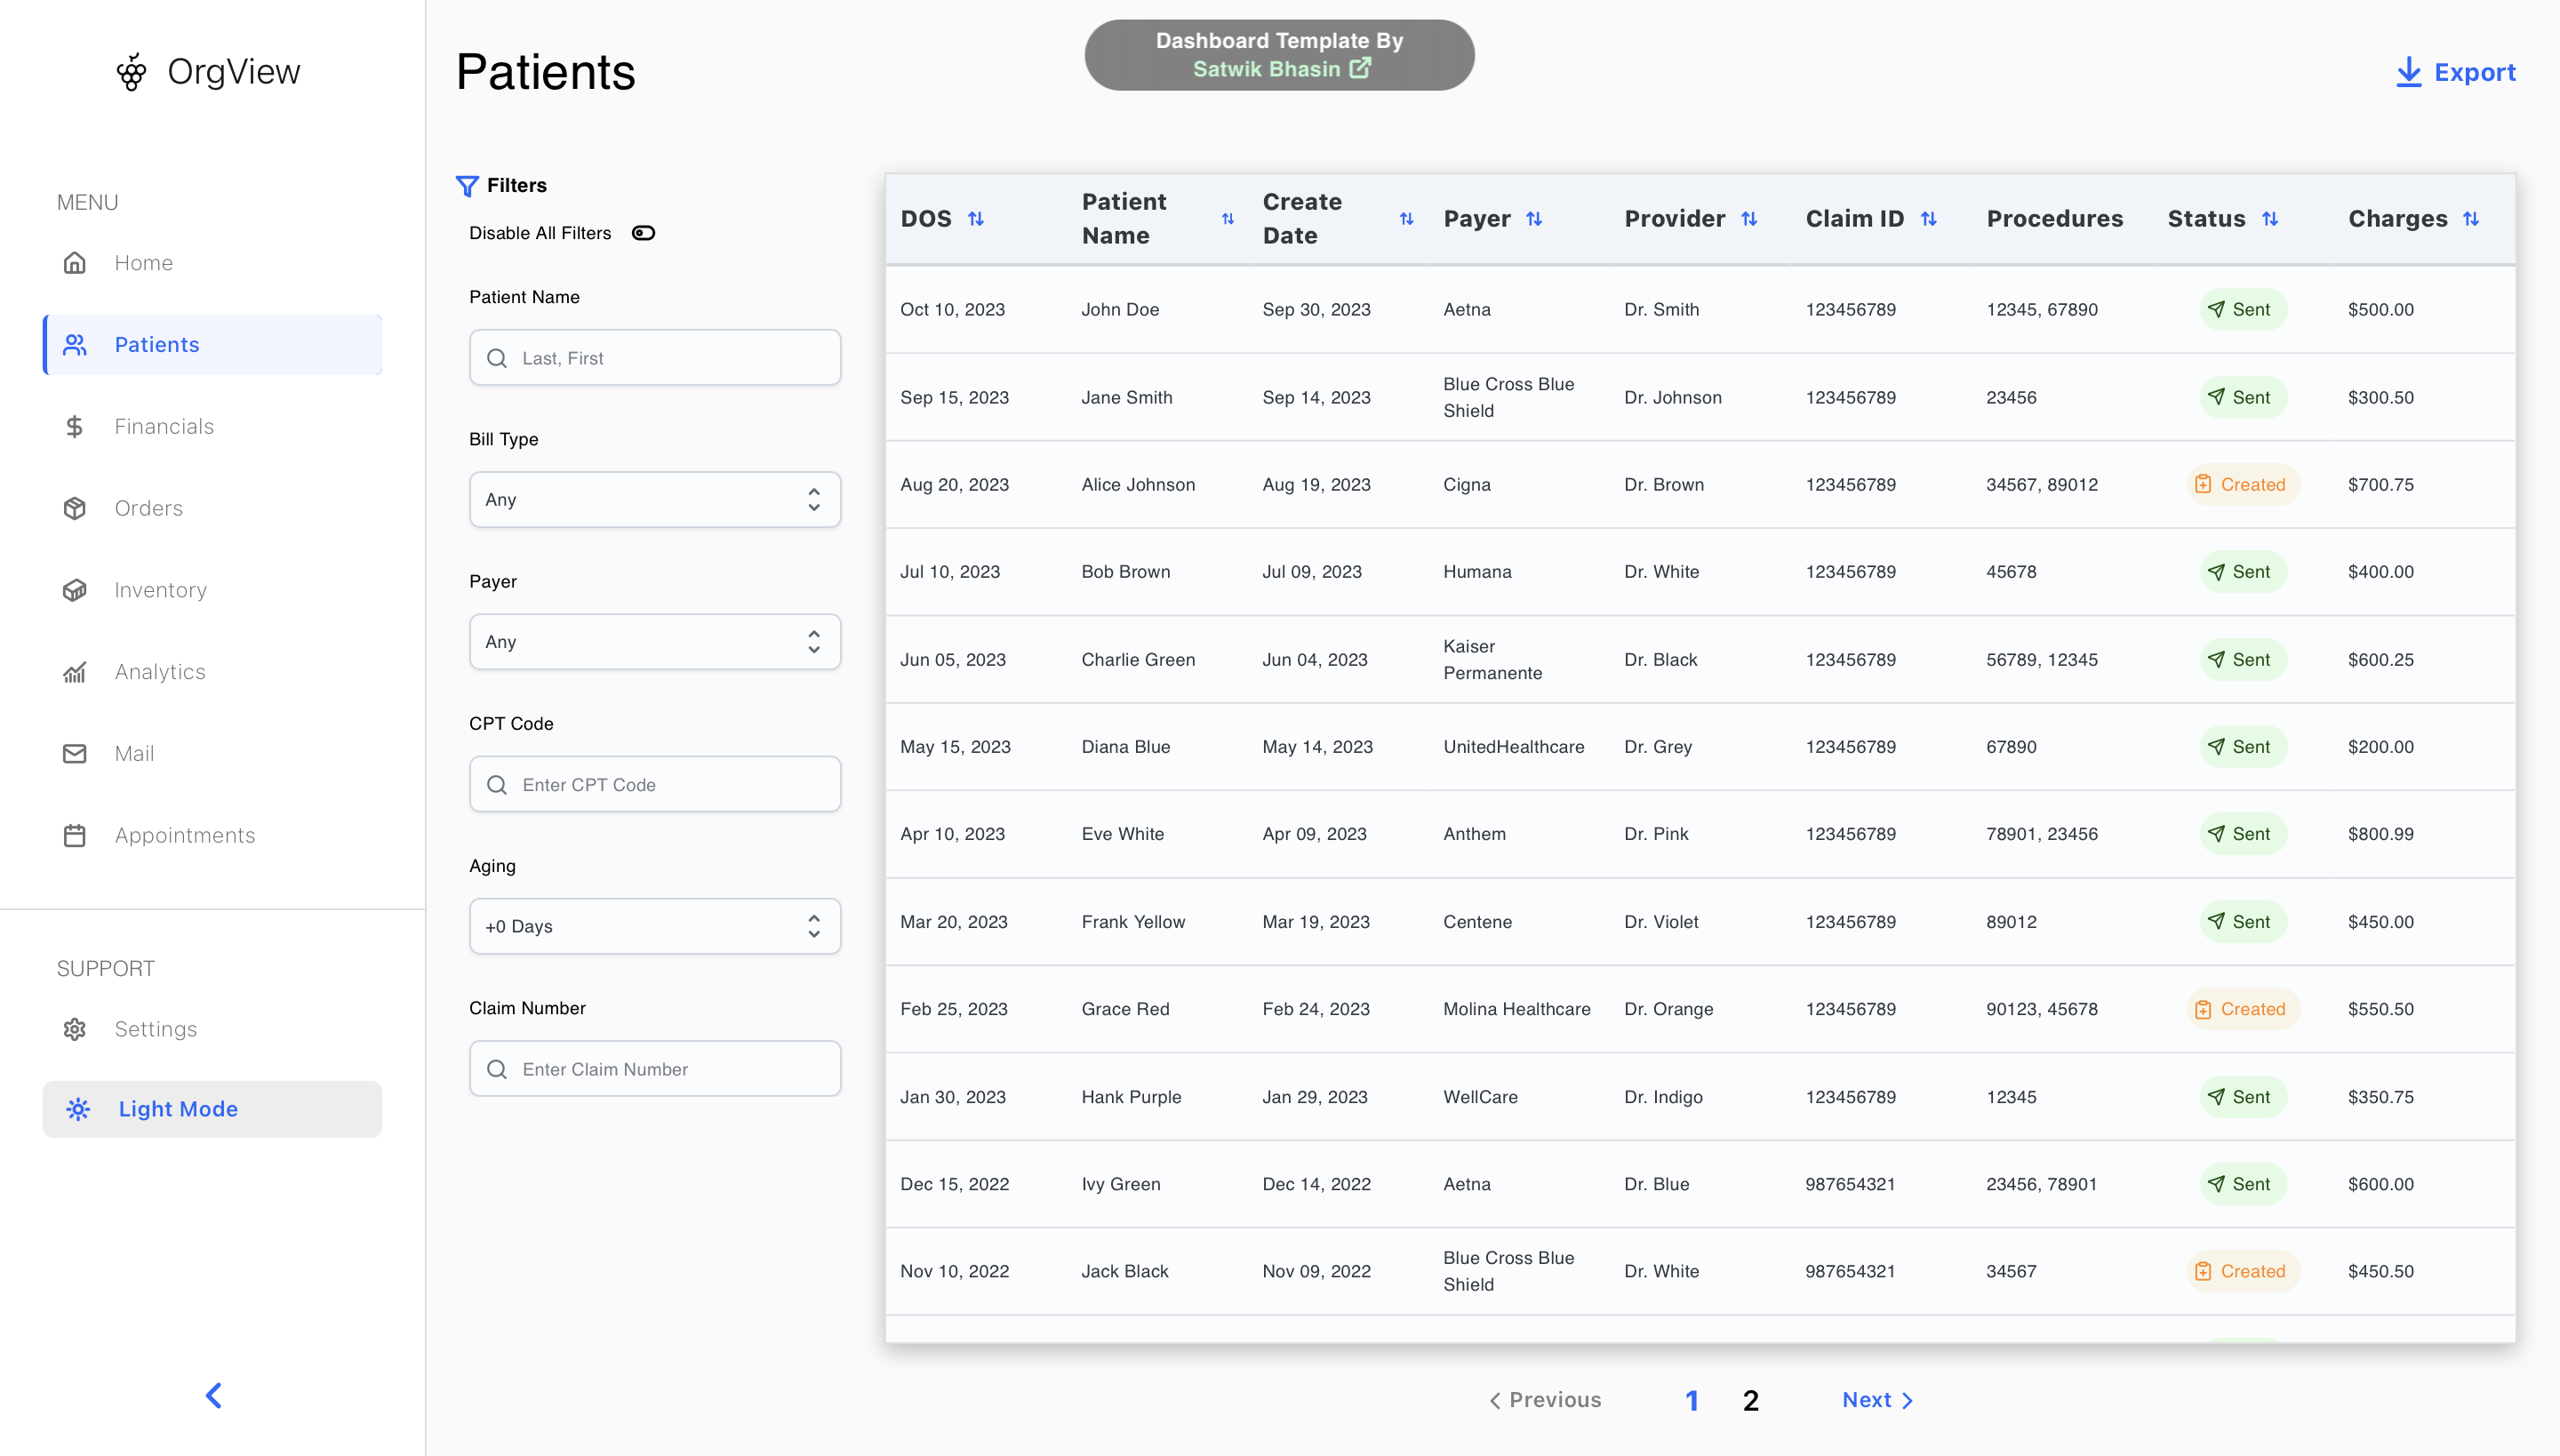 OrgView
MENU
Home
Patients
Financials
Orders
Inventory
Analytics
Mail
Appointments
SUPPORT
Settings
Light Mode
Patients
Dashboard Template By
Satwik Bhasin
Export
Filters
Disable All Filters
Patient Name
Last, First
Bill Type
Any
Payer
Any
CPT Code
Enter CPT Code
Aging
+0 Days
Claim Number
Enter Claim Number
DOS Patient Name Create Date Payer Provider Claim ID Procedures Status Charges
Oct 10, 2023 John Doe Sep 30, 2023 Aetna Dr. Smith 123456789 12345, 67890 Sent $500.00
Sep 15, 2023 Jane Smith Sep 14, 2023 Blue Cross Blue Shield Dr. Johnson 123456789 23456 Sent $300.50
Aug 20, 2023 Alice Johnson Aug 19, 2023 Cigna Dr. Brown 123456789 34567, 89012 Created $700.75
Jul 10, 2023 Bob Brown Jul 09, 2023 Humana Dr. White 123456789 45678 Sent $400.00
Jun 05, 2023 Charlie Green Jun 04, 2023 Kaiser Permanente Dr. Black 123456789 56789, 12345 Sent $600.25
May 15, 2023 Diana Blue May 14, 2023 UnitedHealthcare Dr. Grey 123456789 67890 Sent $200.00
Apr 10, 2023 Eve White Apr 09, 2023 Anthem Dr. Pink 123456789 78901, 23456 Sent $800.99
Mar 20, 2023 Frank Yellow Mar 19, 2023 Centene Dr. Violet 123456789 89012 Sent $450.00
Feb 25, 2023 Grace Red Feb 24, 2023 Molina Healthcare Dr. Orange 123456789 90123, 45678 Created $550.50
Jan 30, 2023 Hank Purple Jan 29, 2023 WellCare Dr. Indigo 123456789 12345 Sent $350.75
Dec 15, 2022 Ivy Green Dec 14, 2022 Aetna Dr. Blue 987654321 23456, 78901 Sent $600.00
Nov 10, 2022 Jack Black Nov 09, 2022 Blue Cross Blue Shield Dr. White 987654321 34567 Created $450.50
Previous 1 2 Next